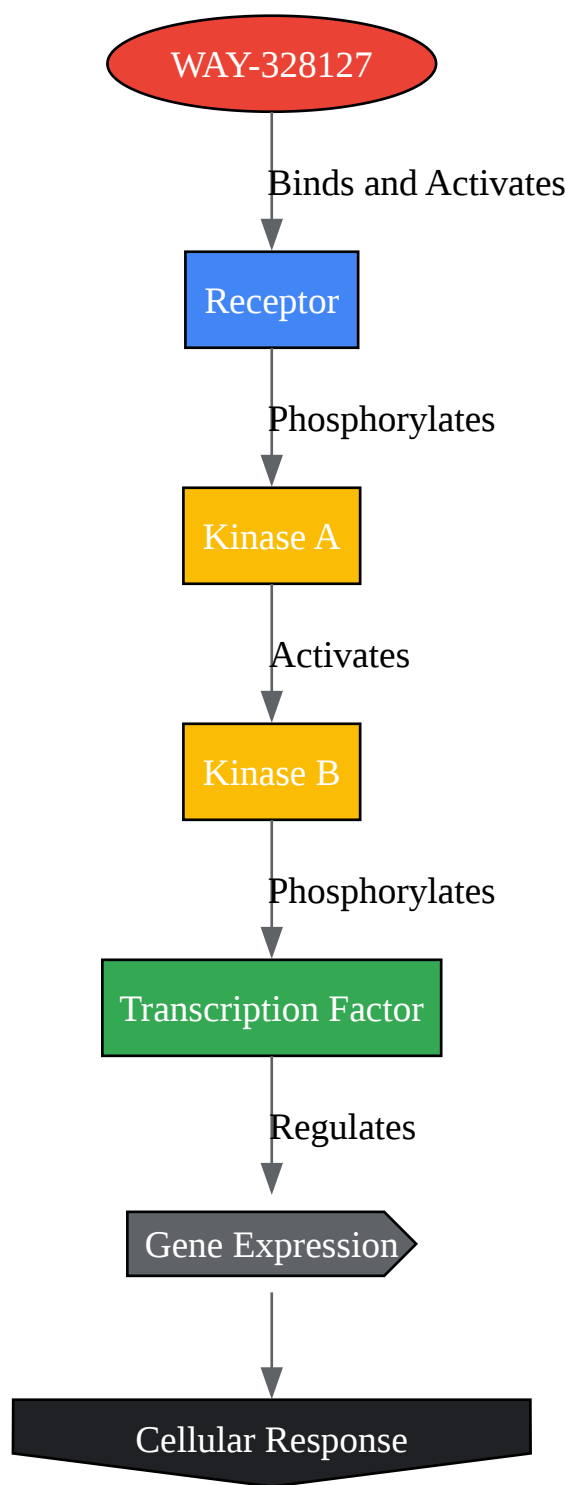 WAY-328127
Binds and Activates
Receptor
Phosphorylates
Kinase A
Activates
Kinase B
Phosphorylates
Transcription Factor
Regulates
Gene Expression
Cellular Response